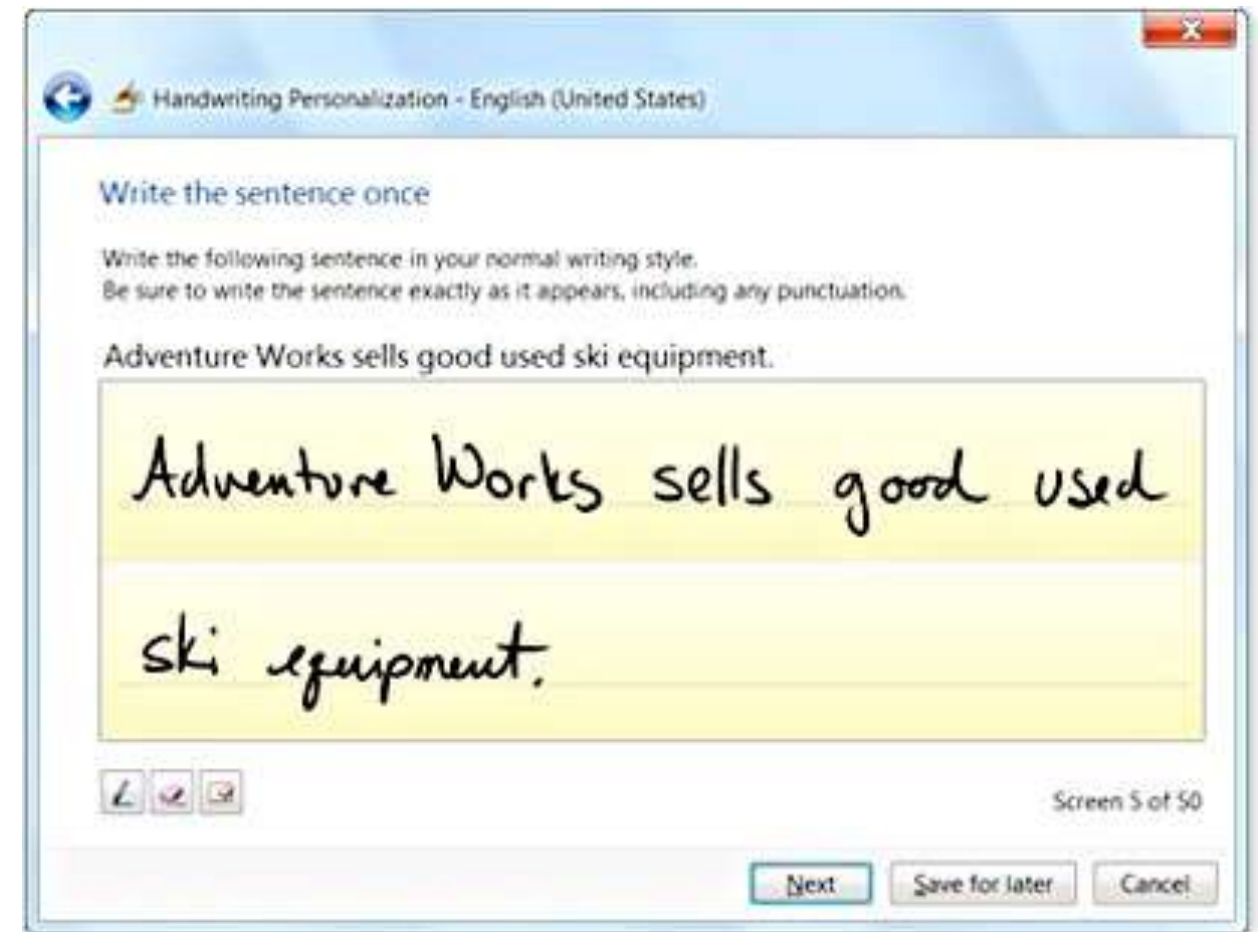 Handwriting Personalization - English (United States)
Write the sentence once
Write the following sentence in your normal writing style.
Be sure to write the sentence exactly as it appears, including any punctuation.
Adventure Works sells good used ski equipment.
Adventure Works sells good used
ski equipment.
Screen 5 of 50
Next Save for later Cancel